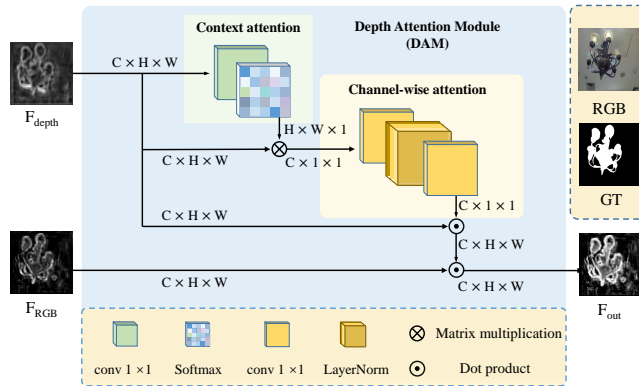 Context attention
Depth Attention Module
(DAM)
C × H × W
F_depth
Channel-wise attention
H × W × 1
C × H × W
C × 1 × 1
RGB
C × 1 × 1
GT
C × H × W
C × H × W
C × H × W
C × H × W
F_RGB
F_out
conv 1 ×1
Softmax
conv 1 ×1
LayerNorm
Matrix multiplication
Dot product